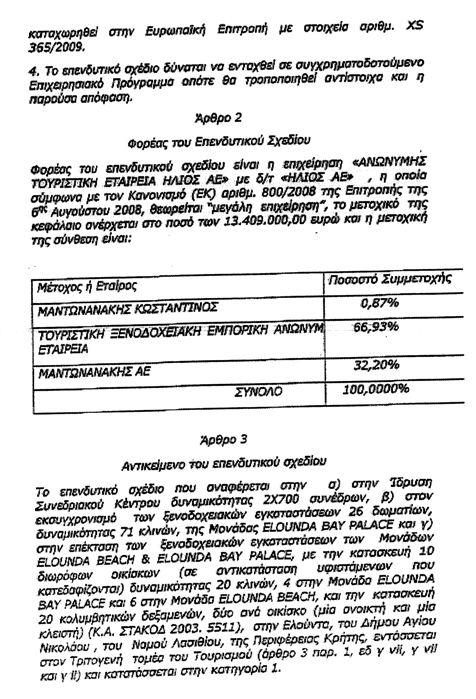 καταχωρηθεί στην Ευρωπαϊκή Επιτροπή με στοιχεία αριθμ. XS
365/2009.
4. Το επενδυτικό σχέδιο δύναται να ενταχθεί σε συγχρηματοδοτούμενο
Επιχειρησιακό Πρόγραμμα οπότε θα τροποποιηθεί αντίστοιχα και η
παρούσα απόφαση.
Άρθρο 2
Φορέας του Επενδυτικού Σχεδίου
Φορέας του επενδυτικού σχεδίου είναι η επιχείρηση «ΑΝΩΝΥΜΗΣ
ΤΟΥΡΙΣΤΙΚΗ ΕΤΑΙΡΕΙΑ ΗΛΙΟΣ ΑΕ» με δ/τ «ΗΛΙΟΣ ΑΕ» , η οποία
σύμφωνα με τον Κανονισμό (ΕΚ) αριθμ. 800/2008 της Επιτροπής της
6ης Αυγούστου 2008, θεωρείται "μεγάλη επιχείρηση", το μετοχικό της
κεφάλαιο ανέρχεται στο ποσό των 13.409.000,00 ευρώ και η μετοχική
της σύνθεση είναι:
Μέτοχος ή Εταίρος Ποσοστό Συμμετοχής
ΜΑΝΤΩΝΑΝΑΚΗΣ ΚΩΣΤΑΝΤΙΝΟΣ 0,87%
ΤΟΥΡΙΣΤΙΚΗ ΞΕΝΟΔΟΧΕΙΑΚΗ ΕΜΠΟΡΙΚΗ ΑΝΩΝΥΜ 66,93%
ΕΤΑΙΡΕΙΑ
ΜΑΝΤΩΝΑΝΑΚΗΣ ΑΕ 32,20%
ΣΥΝΟΛΟ 100,0000%
Άρθρο 3
Αντικείμενο του επενδυτικού σχεδίου
Το επενδυτικό σχέδιο που αναφέρεται στην α) στην Ίδρυση
Συνεδριακού Κέντρου δυναμικότητας 2Χ700 συνέδρων, β) στον
εκσυγχρονισμό των ξενοδοχειακών εγκαταστάσεων 26 δωματίων,
δυναμικότητας 71 κλινών, της Μονάδας ELOUNDA BAY PALACE και γ)
στην επέκταση των ξενοδοχειακών εγκαταστάσεων των Μονάδων
ELOUNDA BEACH & ELOUNDA BAY PALACE, με την κατασκευή 10
διωρόφων οικίσκων (σε αντικατάσταση υφιστάμενων που
κατεδαφίζονται) δυναμικότητας 20 κλινών, 4 στην Μονάδα ELOUNDA
BAY PALACE και 6 στην Μονάδα ELOUNDA BEACH, και την κατασκευή
20 κολυμβητικών δεξαμενών, δύο ανά οικίσκο (μία ανοικτή και μία
κλειστή) (Κ.Α. ΣΤΑΚΟΔ 2003. 5511), στην Ελούντα, του Δήμου Αγίου
Νικολάου , του Νομού Λασιθίου, της Περιφέρειας Κρήτης, εντάσσεται
στον Τριτογενή τομέα του Τουρισμού (άρθρο 3 παρ. 1, εδ γ vii, γ vii
και γ ii) και κατατάσσεται στην κατηγορία 1.